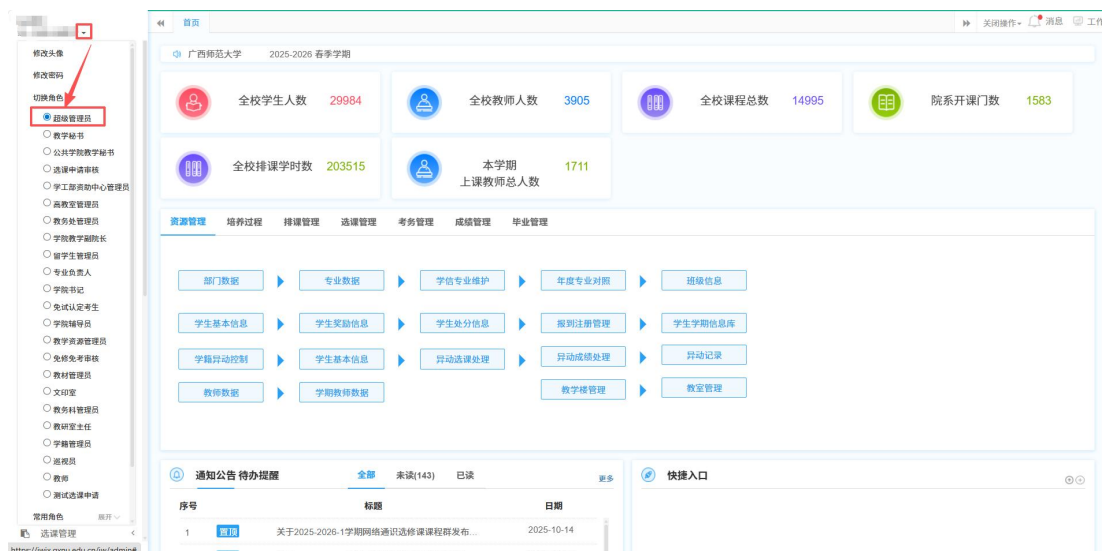 首页
关闭操作
消息
工作
修改头像
修改密码
切换角色
超级管理员
教学秘书
公共学院教学秘书
选课申请审核
学工部资助中心管理员
高教室管理员
教务处管理员
学院教学副院长
留学生管理员
专业负责人
学院书记
免试认定考生
学院辅导员
教学资源管理员
免修免考审核
教材管理员
文印室
教务科管理员
教研室主任
学籍管理员
巡视员
教师
测试选课申请
常用角色 展开
选课管理
广西师范大学 2025-2026 春季学期
全校学生人数 29984
全校教师人数 3905
全校课程总数 14995
院系开课门数 1583
全校排课学时数 203515
本学期
上课教师总人数 1711
资源管理 培养过程 排课管理 选课管理 考务管理 成绩管理 毕业管理
部门数据 专业数据 学信专业维护 年度专业对照 班级信息
学生基本信息 学生奖励信息 学生处分信息 报到注册管理 学生学期信息库
学籍异动控制 学生基本信息 异动选课处理 异动成绩处理 异动记录
教师数据 学期教师数据 教学楼管理 教室管理
通知公告 待办提醒 全部 未读(143) 已读 更多
序号 标题 日期
1 置顶 关于2025-2026-1学期网络通识选修课课程群发布... 2025-10-14
快捷入口